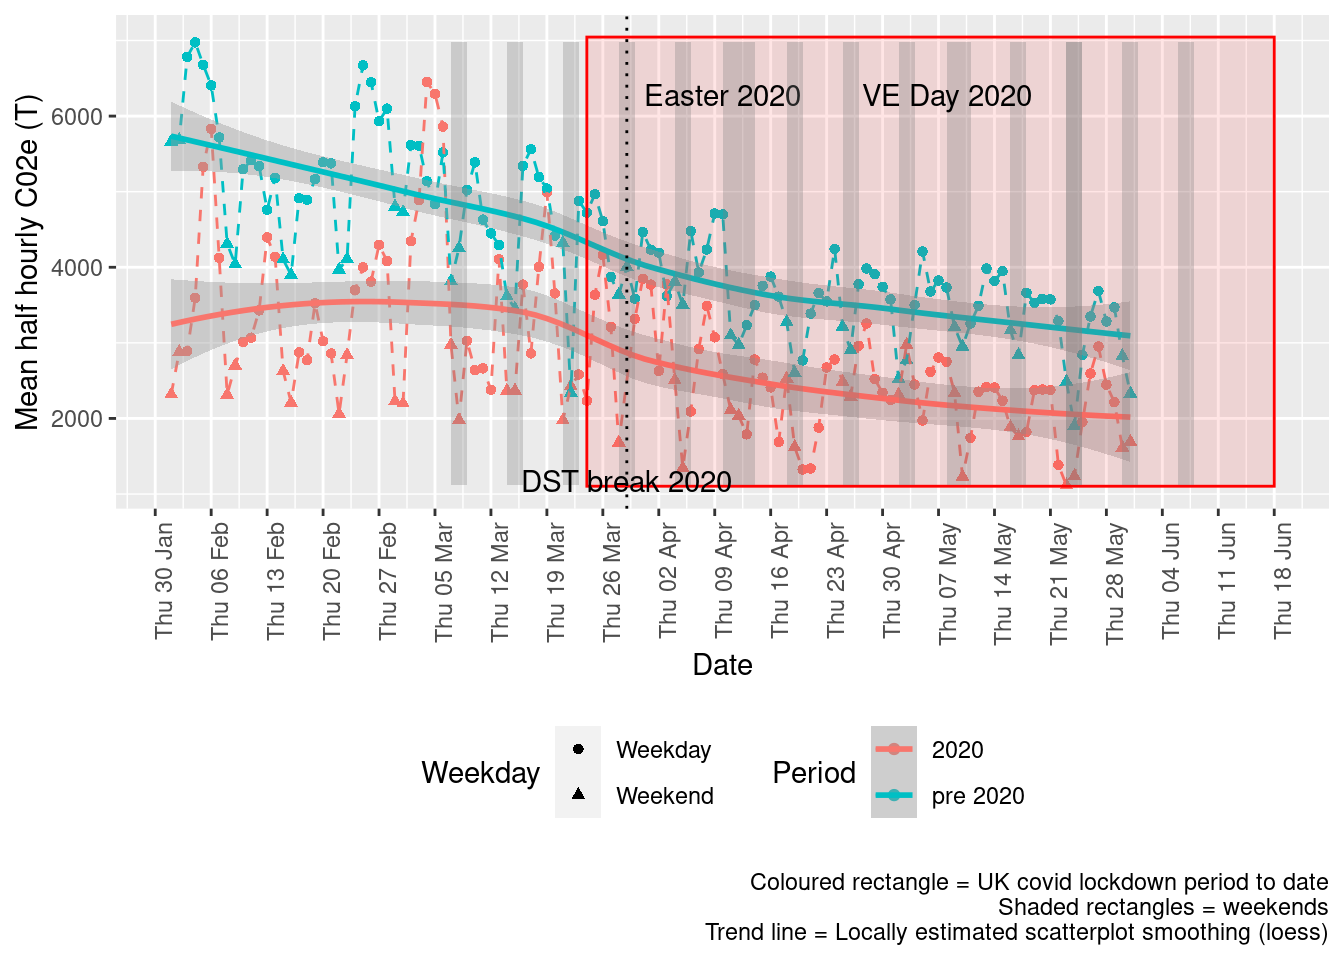 Mean half hourly C02e (T)
6000
4000
2000
Easter 2020
VE Day 2020
DST break 2020
Thu 30 Jan
Thu 06 Feb
Thu 13 Feb
Thu 20 Feb
Thu 27 Feb
Thu 05 Mar
Thu 12 Mar
Thu 19 Mar
Thu 26 Mar
Thu 02 Apr
Thu 09 Apr
Thu 16 Apr
Thu 23 Apr
Thu 30 Apr
Thu 07 May
Thu 14 May
Thu 21 May
Thu 28 May
Thu 04 Jun
Thu 11 Jun
Thu 18 Jun
Date
Weekday
Weekday
Weekend
Period
2020
pre 2020
Coloured rectangle = UK covid lockdown period to date
Shaded rectangles = weekends
Trend line = Locally estimated scatterplot smoothing (loess)